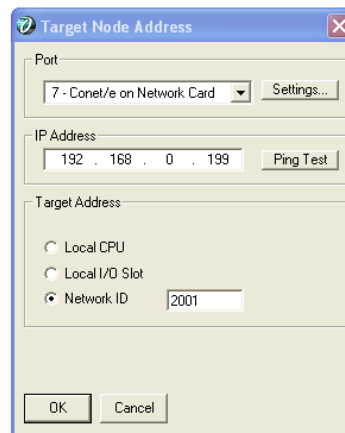 Target Node Address
Port
7 - Conet/e on Network Card
Settings...
IP Address
192 . 168 . 0 . 199
Ping Test
Target Address
Local CPU
Local I/O Slot
Network ID
2001
OK
Cancel